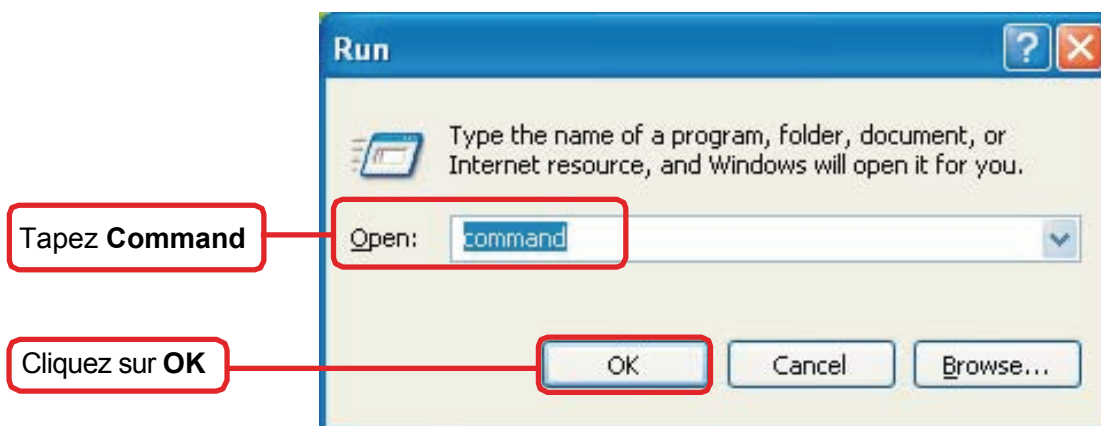 Run
Type the name of a program, folder, document, or
Internet resource, and Windows will open it for you.
Tapez Command
Open: command
Cliquez sur OK
OK Cancel Browse...